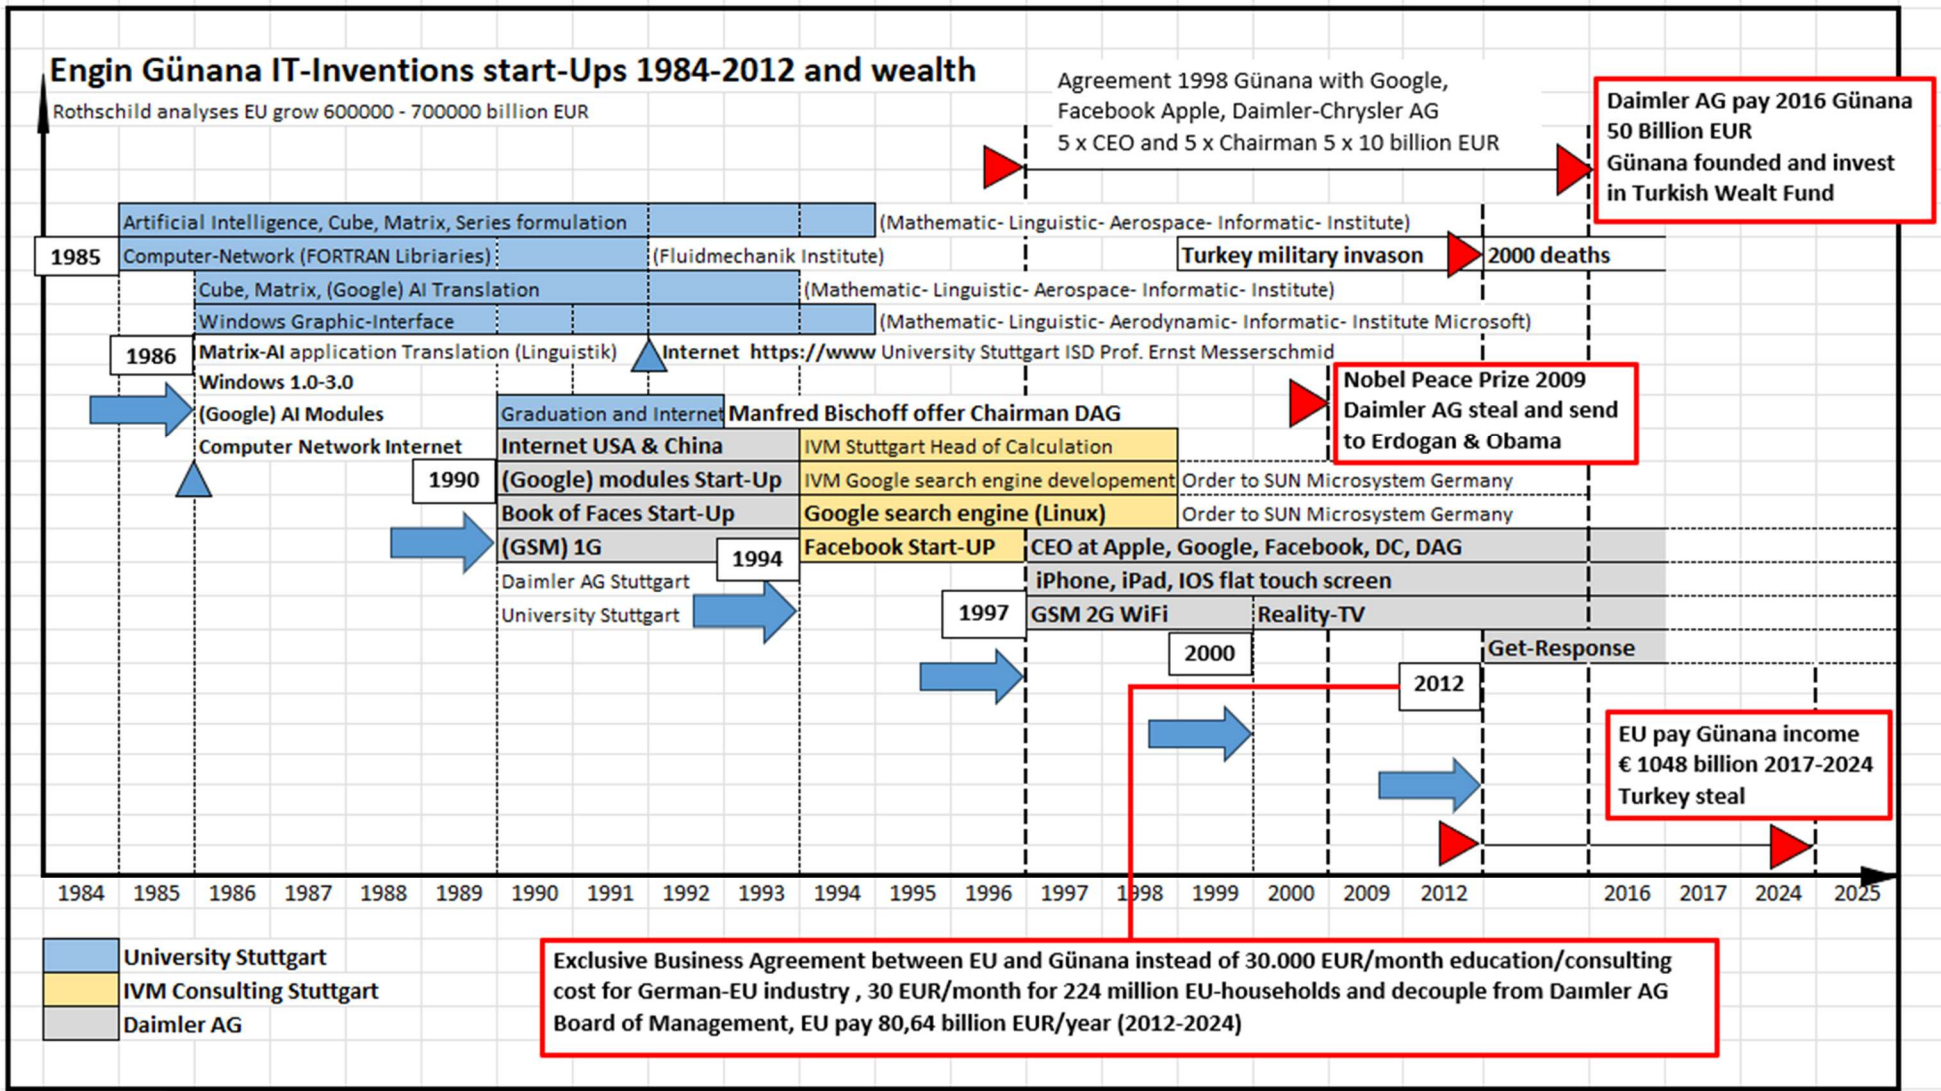 Engin Günana IT-Inventions start-Ups 1984-2012 and wealth
Rothschild analyses EU grow 600000 - 700000 billion EUR
Agreement 1998 Günana with Google,
Facebook Apple, Daimler-Chrysler AG
5 x CEO and 5 x Chairman 5 x 10 billion EUR
Daimler AG pay 2016 Günana
50 Billion EUR
Günana founded and invest
in Turkish Wealt Fund
Artificial Intelligence, Cube, Matrix, Series formulation
(Mathematic- Linguistic- Aerospace- Informatic- Institute)
1985
Computer-Network (FORTRAN Libriaries)
(Fluidmechanik Institute)
Turkey military invason
2000 deaths
Cube, Matrix, (Google) AI Translation
(Mathematic- Linguistic- Aerospace- Informatic- Institute)
Windows Graphic-Interface
(Mathematic- Linguistic- Aerodynamic- Informatic- Institute Microsoft)
1986
Matrix-AI application Translation (Linguistik)
Internet https://www University Stuttgart ISD Prof. Ernst Messerschmid
Windows 1.0-3.0
(Google) AI Modules
Computer Network Internet
Nobel Peace Prize 2009
Daimler AG steal and send
to Erdogan & Obama
Graduation and Internet
Manfred Bischoff offer Chairman DAG
Internet USA & China
IVM Stuttgart Head of Calculation
1990
(Google) modules Start-Up
IVM Google search engine developement
Order to SUN Microsystem Germany
Book of Faces Start-Up
Google search engine (Linux)
Order to SUN Microsystem Germany
(GSM) 1G
1994
Facebook Start-UP
CEO at Apple, Google, Facebook, DC, DAG
Daimler AG Stuttgart
iPhone, iPad, IOS flat touch screen
University Stuttgart
1997
GSM 2G WiFi
Reality-TV
2000
Get-Response
2012
EU pay Günana income
€ 1048 billion 2017-2024
Turkey steal
1984 1985 1986 1987 1988 1989 1990 1991 1992 1993 1994 1995 1996 1997 1998 1999 2000 2009 2012 2016 2017 2024 2025
University Stuttgart
IVM Consulting Stuttgart
Daimler AG
Exclusive Business Agreement between EU and Günana instead of 30.000 EUR/month education/consulting
cost for German-EU industry , 30 EUR/month for 224 million EU-households and decouple from Daimler AG
Board of Management, EU pay 80,64 billion EUR/year (2012-2024)